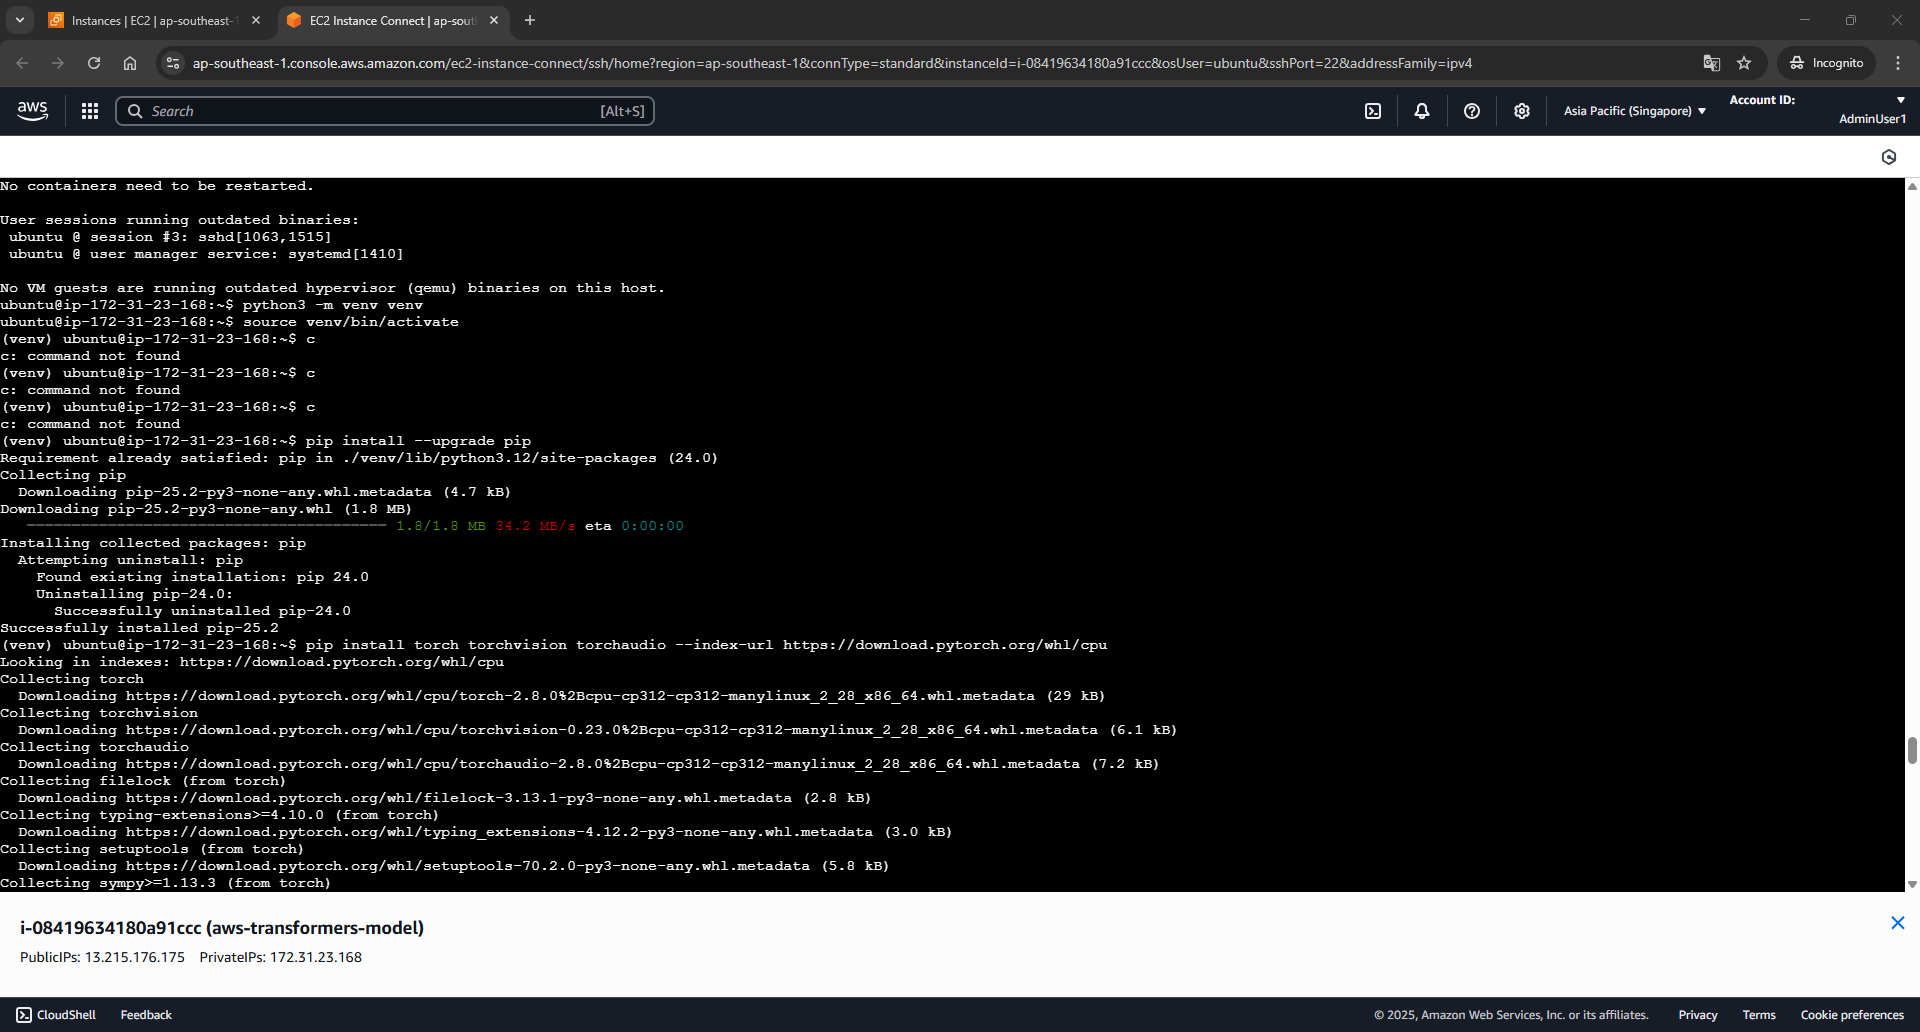 Instances | EC2 | ap-southeast-1
EC2 Instance Connect | ap-sout
ap-southeast-1.console.aws.amazon.com/ec2-instance-connect/ssh/home?region=ap-southeast-1&connType=standard&instanceId=i-08419634180a91ccc&osUser=ubuntu&sshPort=22&addressFamily=ipv4
Incognito
aws
Search
[Alt+S]
Asia Pacific (Singapore)
Account ID:
AdminUser1
No containers need to be restarted.
User sessions running outdated binaries:
ubuntu @ session #3: sshd[1063,1515]
ubuntu @ user manager service: systemd[1410]
No VM guests are running outdated hypervisor (qemu) binaries on this host.
ubuntu@ip-172-31-23-168:~$ python3 -m venv venv
ubuntu@ip-172-31-23-168:~$ source venv/bin/activate
(venv) ubuntu@ip-172-31-23-168:~$ c
c: command not found
(venv) ubuntu@ip-172-31-23-168:~$ c
c: command not found
(venv) ubuntu@ip-172-31-23-168:~$ c
c: command not found
(venv) ubuntu@ip-172-31-23-168:~$ pip install --upgrade pip
Requirement already satisfied: pip in ./venv/lib/python3.12/site-packages (24.0)
Collecting pip
Downloading pip-25.2-py3-none-any.whl.metadata (4.7 kB)
Downloading pip-25.2-py3-none-any.whl (1.8 MB)
1.8/1.8 MB 34.2 MB/s eta 0:00:00
Installing collected packages: pip
Attempting uninstall: pip
Found existing installation: pip 24.0
Uninstalling pip-24.0:
Successfully uninstalled pip-24.0
Successfully installed pip-25.2
(venv) ubuntu@ip-172-31-23-168:~$ pip install torch torchvision torchaudio --index-url https://download.pytorch.org/whl/cpu
Looking in indexes: https://download.pytorch.org/whl/cpu
Collecting torch
Downloading https://download.pytorch.org/whl/cpu/torch-2.8.0%2Bcpu-cp312-cp312-manylinux_2_28_x86_64.whl.metadata (29 kB)
Collecting torchvision
Downloading https://download.pytorch.org/whl/cpu/torchvision-0.23.0%2Bcpu-cp312-cp312-manylinux_2_28_x86_64.whl.metadata (6.1 kB)
Collecting torchaudio
Downloading https://download.pytorch.org/whl/cpu/torchaudio-2.8.0%2Bcpu-cp312-cp312-manylinux_2_28_x86_64.whl.metadata (7.2 kB)
Collecting filelock (from torch)
Downloading https://download.pytorch.org/whl/filelock-3.13.1-py3-none-any.whl.metadata (2.8 kB)
Collecting typing-extensions>=4.10.0 (from torch)
Downloading https://download.pytorch.org/whl/typing_extensions-4.12.2-py3-none-any.whl.metadata (3.0 kB)
Collecting setuptools (from torch)
Downloading https://download.pytorch.org/whl/setuptools-70.2.0-py3-none-any.whl.metadata (5.8 kB)
Collecting sympy>=1.13.3 (from torch)
i-08419634180a91ccc (aws-transformers-model)
PublicIPs: 13.215.176.175 PrivateIPs: 172.31.23.168
CloudShell Feedback
© 2025, Amazon Web Services, Inc. or its affiliates. Privacy Terms Cookie preferences